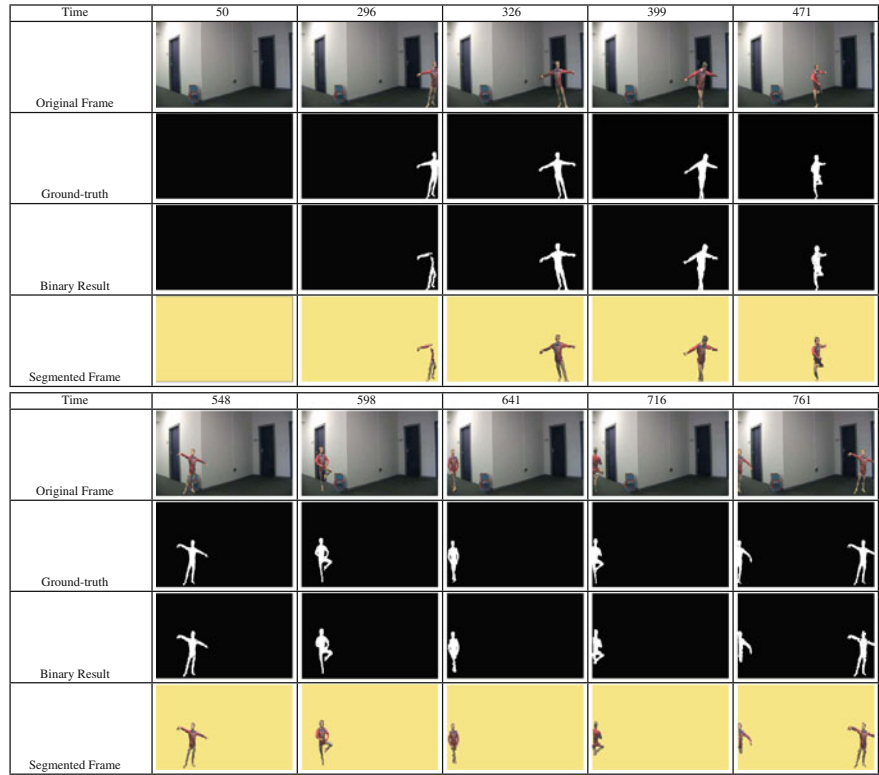 Time 50 296 326 399 471
Original Frame
Ground-truth
Binary Result
Segmented Frame
Time 548 598 641 716 761
Original Frame
Ground-truth
Binary Result
Segmented Frame